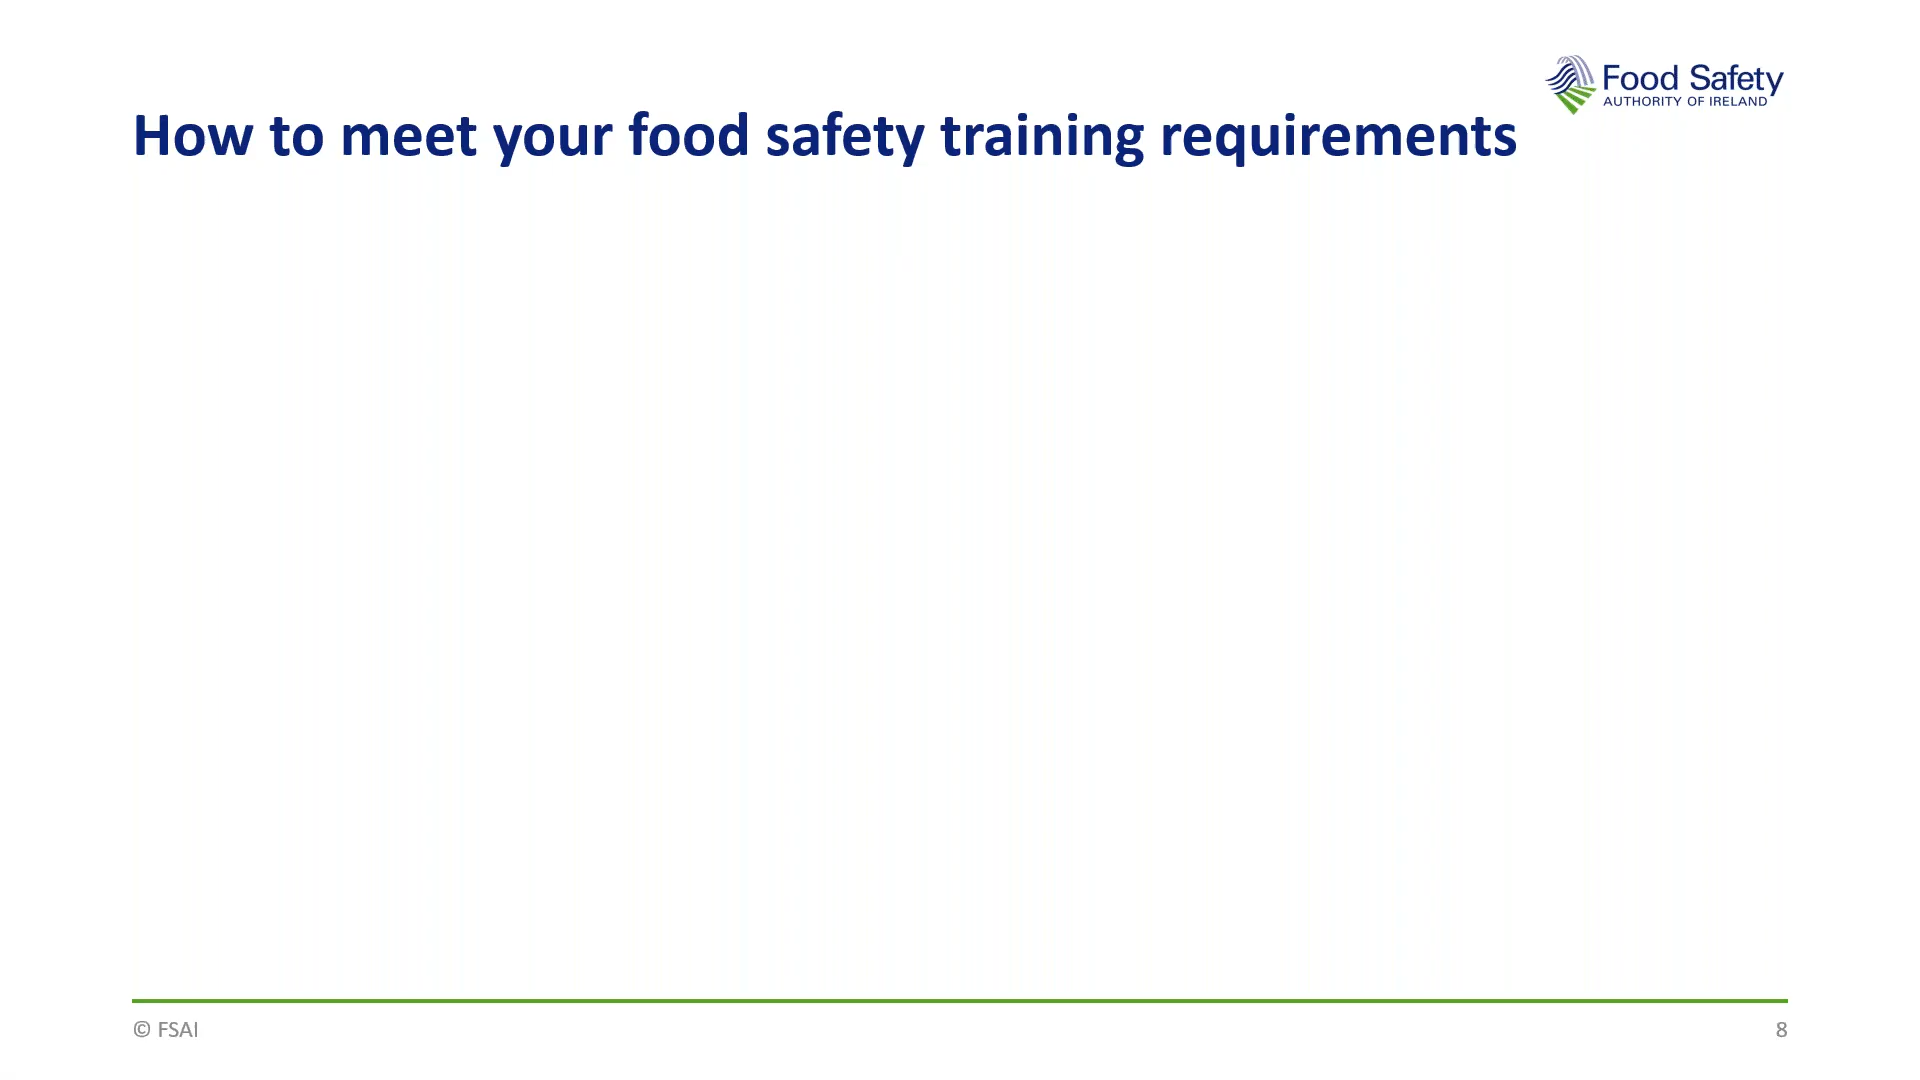 Food Safety
AUTHORITY OF IRELAND
How to meet your food safety training requirements
© FSAI
8